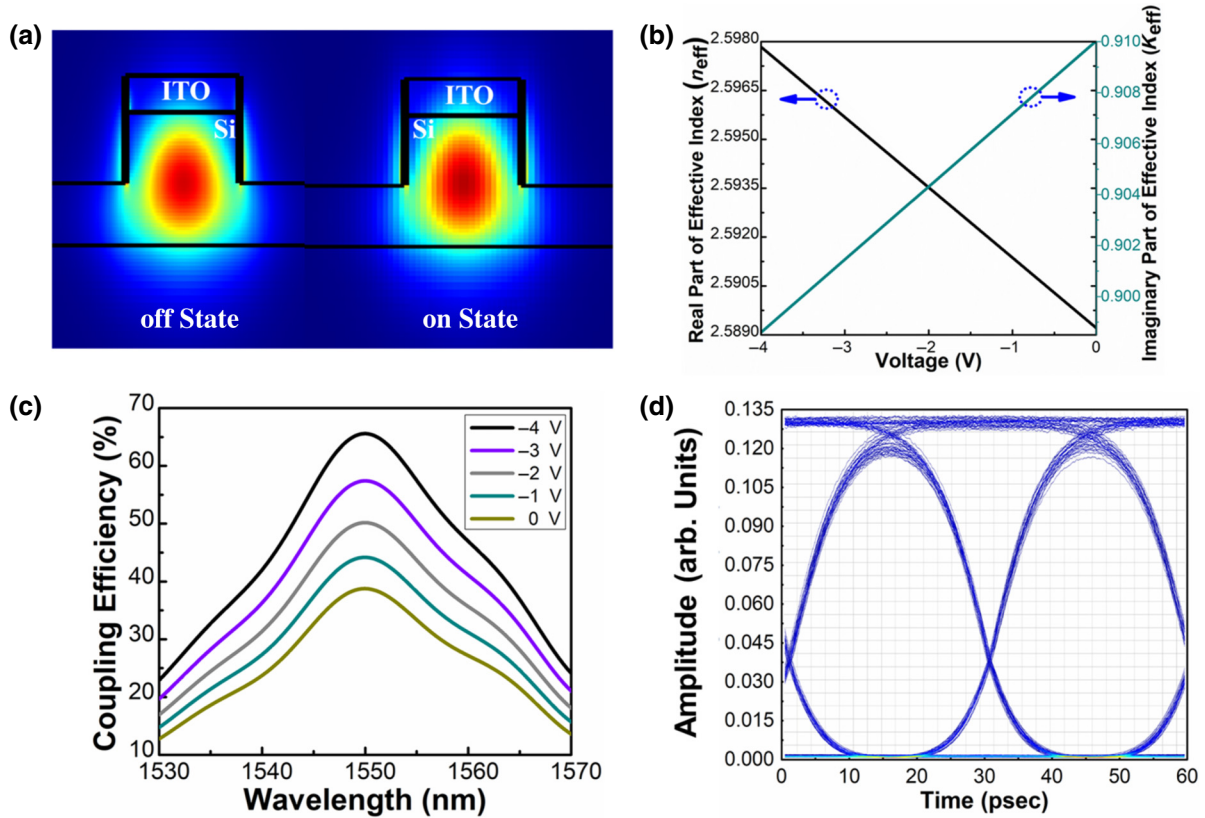 (a)
ITO
Si
off State
ITO
Si
on State
(b)
Real Part of Effective Index (neff)
2.5980
2.5965
2.5950
2.5935
2.5920
2.5905
2.5890
–4
–3
–2
–1
0
Voltage (V)
0.910
0.908
0.906
0.904
0.902
0.900
Imaginary Part of Effective Index (Keff)
(c)
Coupling Efficiency (%)
70
60
50
40
30
20
10
–4 V
–3 V
–2 V
–1 V
0 V
1530
1540
1550
1560
1570
Wavelength (nm)
(d)
Amplitude (arb. Units)
0.135
0.120
0.105
0.090
0.075
0.060
0.045
0.030
0.015
0.000
0
10
20
30
40
50
60
Time (psec)